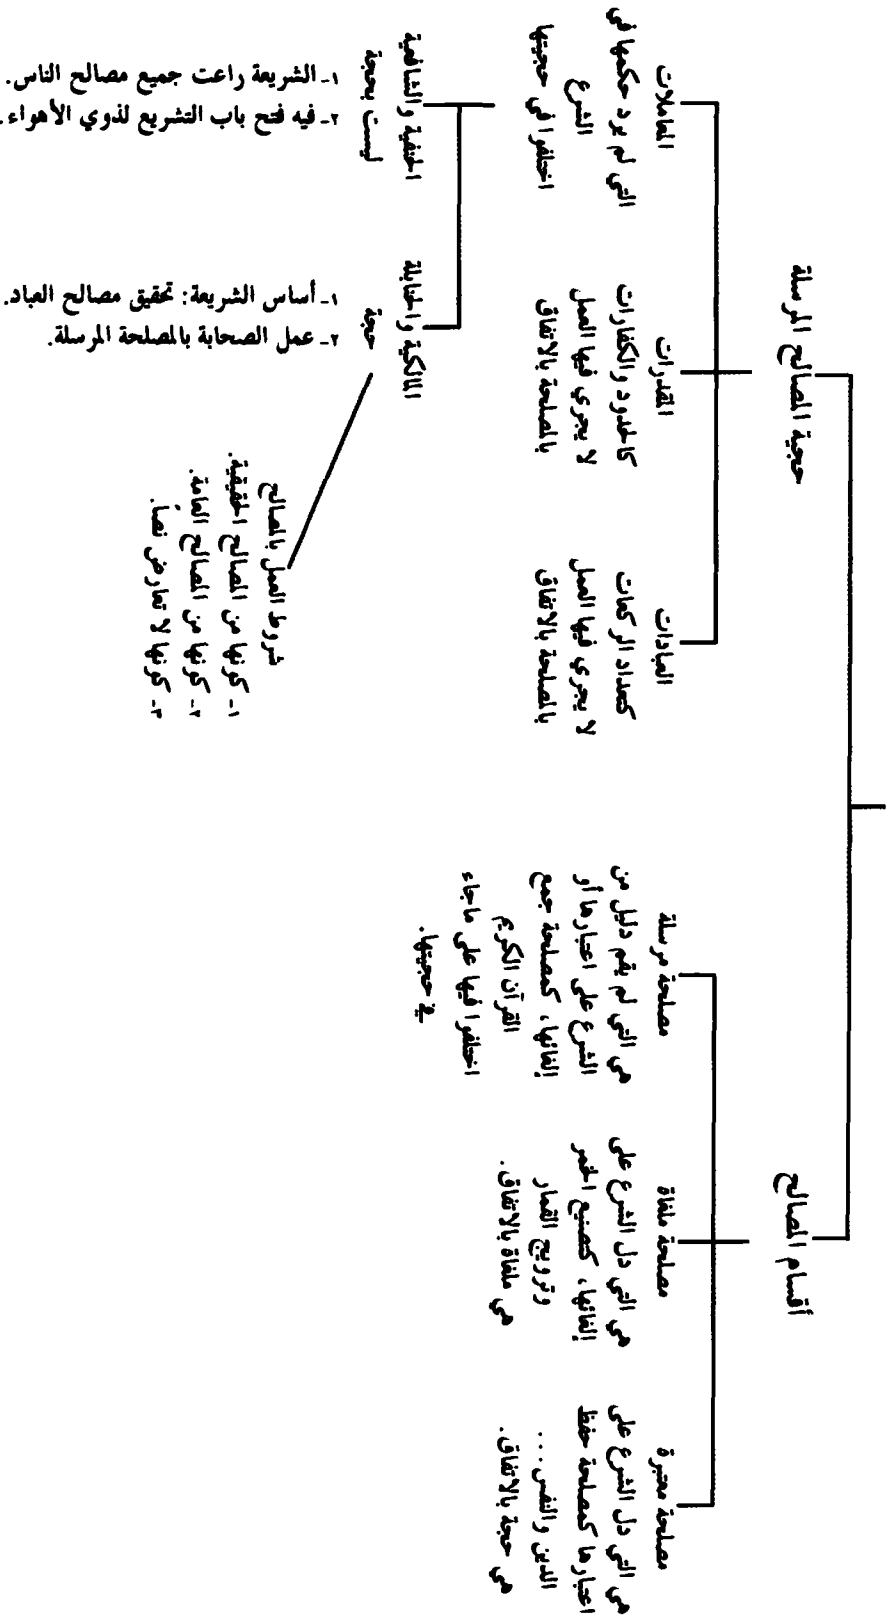 أقسام المصالح
مصلحة معتبرة
هي التي دل الشرع على
اعتبارها كمصلحة حفظ
الدين والنفس...
هي حجة بالاتفاق.
مصلحة ملغاة
هي التي دل الشرع على
إلغائها، كصنيع الخمر
وترويج القمار
هي ملغاة بالاتفاق.
مصلحة مرسلة
هي التي لم يقم دليل من
الشرع على اعتبارها أو
إلغائها، كمصلحة جمع
القرآن الكريم
اختلفوا فيها على ماجاء
في حجيتها.
حجية المصالح المرسلة
العبادات
كتعداد الركعات
لا يجري فيها العمل
بالمصلحة بالاتفاق
المقدرات
كالحدود والكفارات
لا يجري فيها العمل
بالمصلحة بالاتفاق
المعاملات
التي لم يرد حكمها في
الشرع
اختلفوا في حجيتها
المالكية والحنابلة
حجة
١- أساس الشريعة: تحقيق مصالح العباد.
٢- عمل الصحابة بالمصلحة المرسلة.
شروط العمل بالمصالح
١- كونها من المصالح الحقيقية.
٢- كونها من المصالح العامة.
٣- كونها لا تعارض نصاً.
الحنفية والشافعية
ليست بحجة
١- الشريعة راعت جميع مصالح الناس.
٢- فيه فتح باب التشريع لذوي الأهواء.